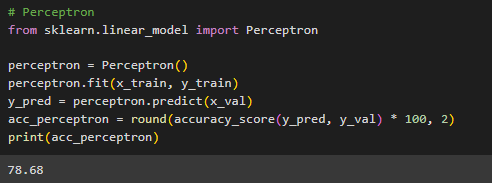 # Perceptron
from sklearn.linear_model import Perceptron
perceptron = Perceptron()
perceptron.fit(x_train, y_train)
y_pred = perceptron.predict(x_val)
acc_perceptron = round(accuracy_score(y_pred, y_val) * 100, 2)
print(acc_perceptron)
78.68